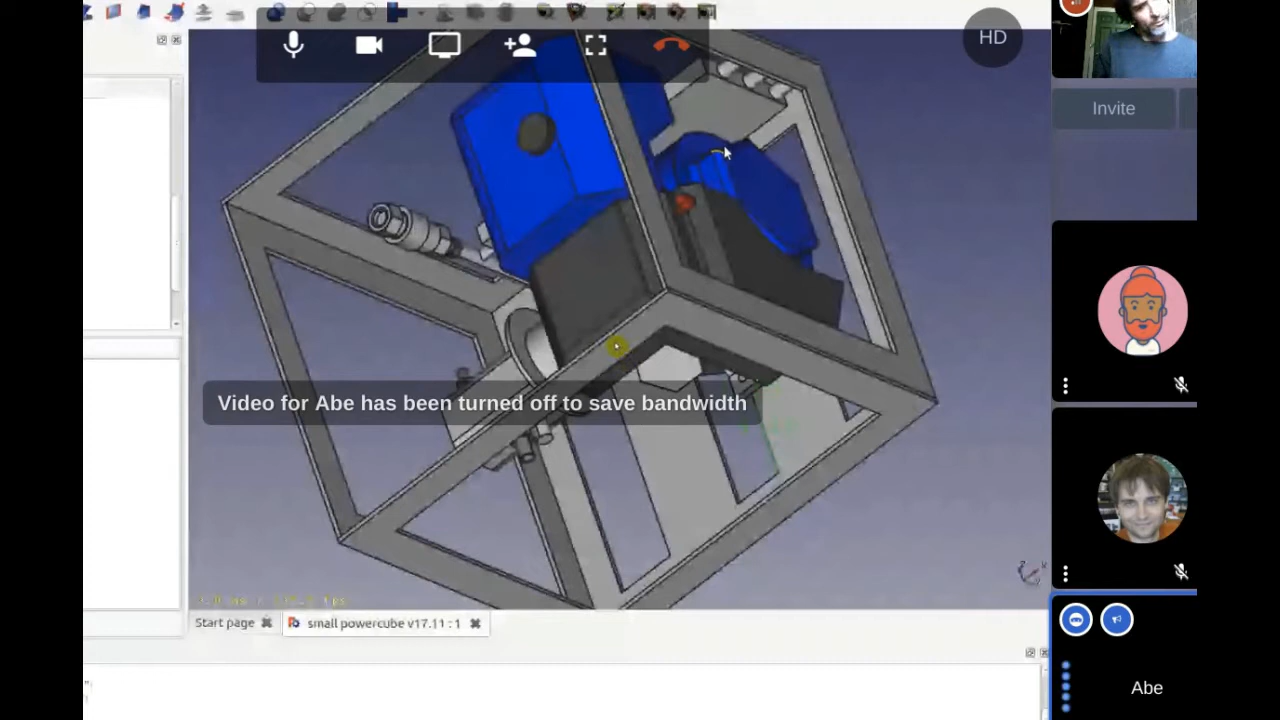 HD
Invite
Video for Abe has been turned off to save bandwidth
Start page
small powercube v17.11 : 1
Abe